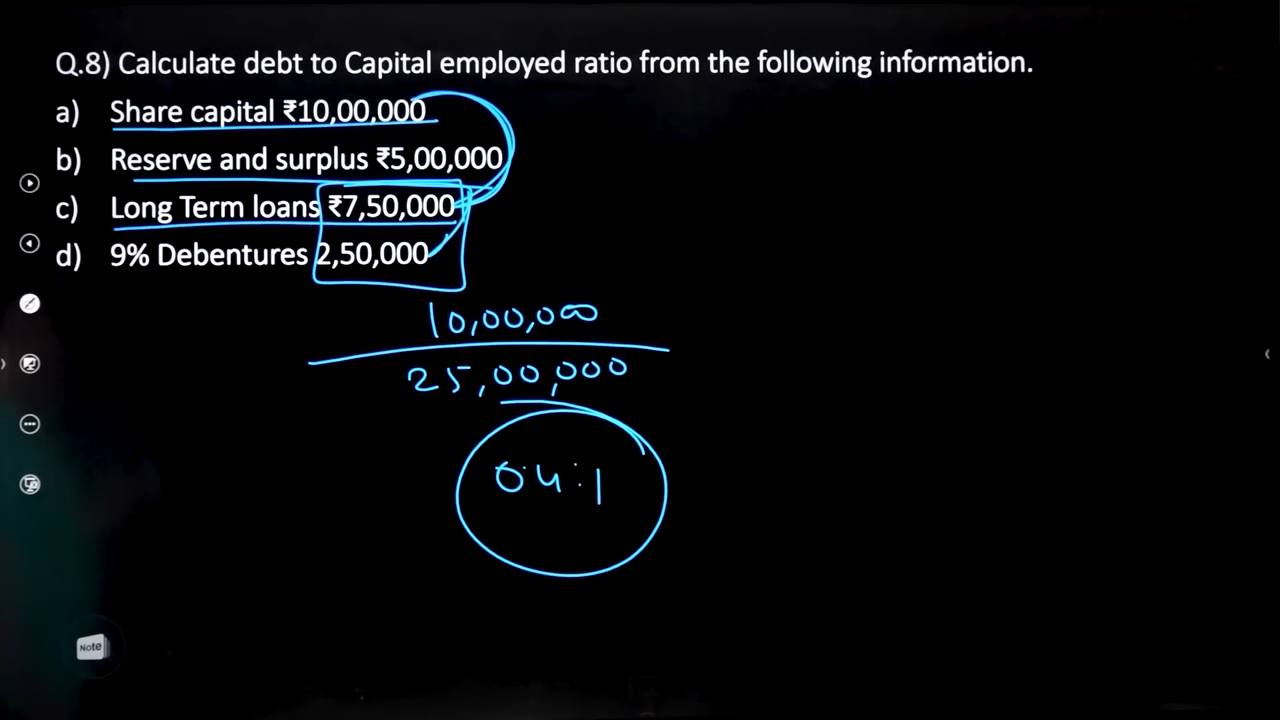 Q.8) Calculate debt to Capital employed ratio from the following information.
a) Share capital ₹10,00,000
b) Reserve and surplus ₹5,00,000
c) Long Term loans ₹7,50,000
d) 9% Debentures 2,50,000
10,00,000
25,00,000
0.4:1
Note